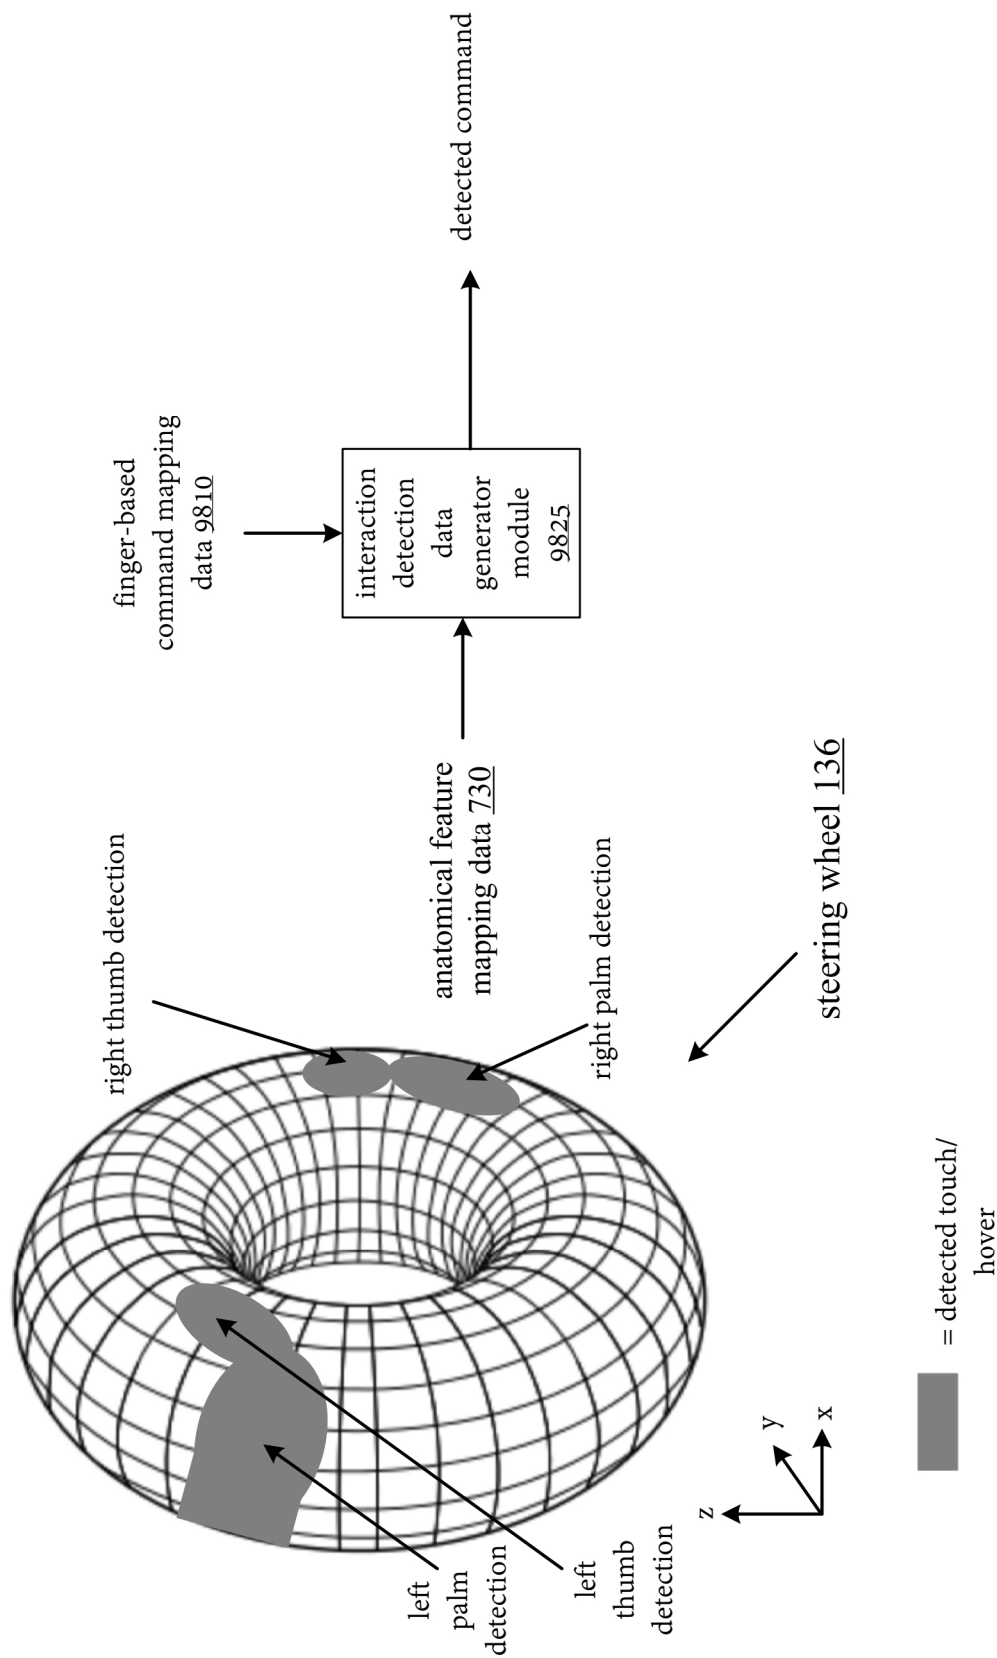 left
palm
detection
left
thumb
detection
right thumb detection
right palm detection
anatomical feature
mapping data 730
finger-based
command mapping
data 9810
interaction
detection
data
generator
module
9825
detected command
steering wheel 136
z
y
x
= detected touch/
hover